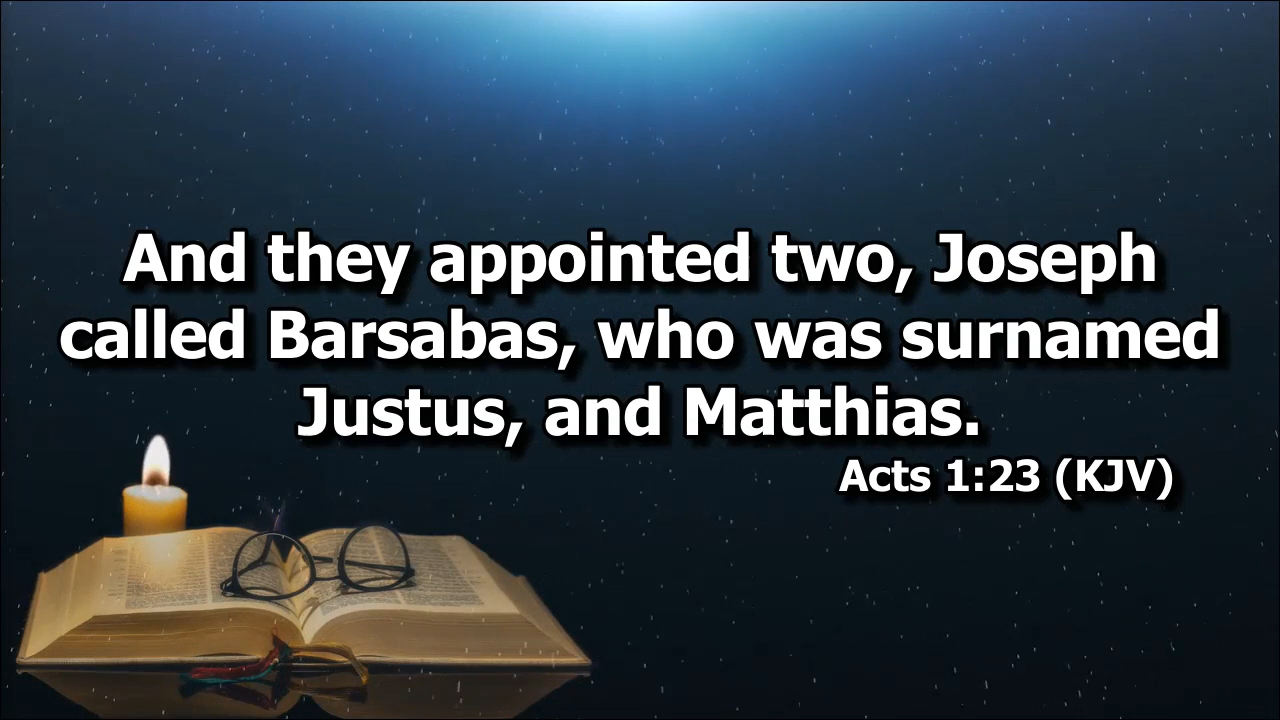 And they appointed two, Joseph
called Barsabas, who was surnamed
Justus, and Matthias.
Acts 1:23 (KJV)